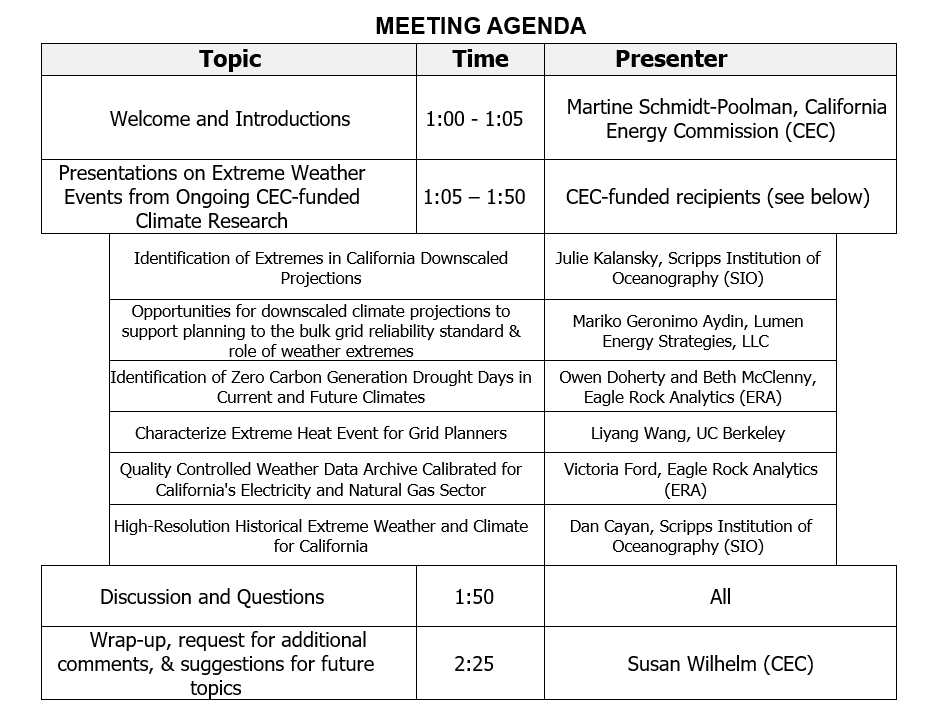 MEETING AGENDA
Topic Time Presenter
Welcome and Introductions 1:00 - 1:05 Martine Schmidt-Poolman, California
Energy Commission (CEC)
Presentations on Extreme Weather
Events from Ongoing CEC-funded
Climate Research
1:05 – 1:50 CEC-funded recipients (see below)
Identification of Extremes in California Downscaled
Projections
Julie Kalansky, Scripps Institution of
Oceanography (SIO)
Opportunities for downscaled climate projections to
support planning to the bulk grid reliability standard &
role of weather extremes
Mariko Geronimo Aydin, Lumen
Energy Strategies, LLC
Identification of Zero Carbon Generation Drought Days in
Current and Future Climates
Owen Doherty and Beth McClenny,
Eagle Rock Analytics (ERA)
Characterize Extreme Heat Event for Grid Planners
Liyang Wang, UC Berkeley
Quality Controlled Weather Data Archive Calibrated for
California's Electricity and Natural Gas Sector
Victoria Ford, Eagle Rock Analytics
(ERA)
High-Resolution Historical Extreme Weather and Climate
for California
Dan Cayan, Scripps Institution of
Oceanography (SIO)
Discussion and Questions 1:50 All
Wrap-up, request for additional
comments, & suggestions for future
topics
2:25 Susan Wilhelm (CEC)